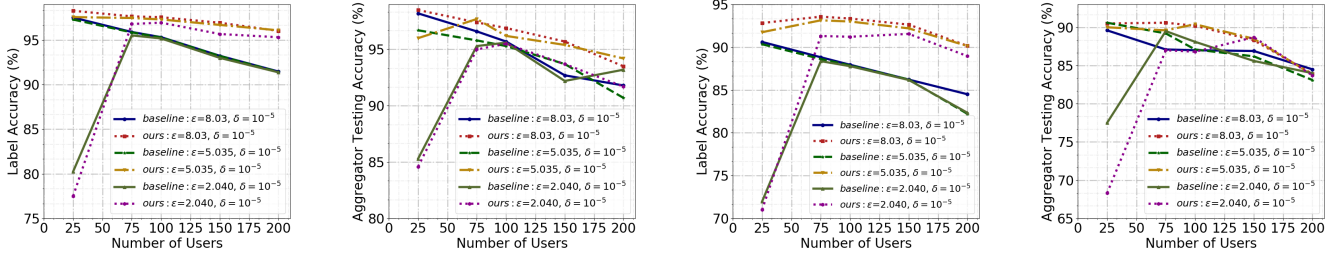 Label Accuracy (%)
95
90
85
80
75
0 25 50 75 100 125 150 175 200
Number of Users
baseline: ε=8.03, δ = 10⁻⁵
ours: ε=8.03, δ = 10⁻⁵
baseline: ε=5.035, δ = 10⁻⁵
ours: ε=5.035, δ = 10⁻⁵
baseline: ε=2.040, δ = 10⁻⁵
ours: ε=2.040, δ = 10⁻⁵
Aggregator Testing Accuracy (%)
95
90
85
80
0 25 50 75 100 125 150 175 200
Number of Users
baseline: ε=8.03, δ = 10⁻⁵
ours: ε=8.03, δ = 10⁻⁵
baseline: ε=5.035, δ = 10⁻⁵
ours: ε=5.035, δ = 10⁻⁵
baseline: ε=2.040, δ = 10⁻⁵
ours: ε=2.040, δ = 10⁻⁵
Label Accuracy (%)
95
90
85
80
75
70
0 25 50 75 100 125 150 175 200
Number of Users
baseline: ε=8.03, δ = 10⁻⁵
ours: ε=8.03, δ = 10⁻⁵
baseline: ε=5.035, δ = 10⁻⁵
ours: ε=5.035, δ = 10⁻⁵
baseline: ε=2.040, δ = 10⁻⁵
ours: ε=2.040, δ = 10⁻⁵
Aggregator Testing Accuracy (%)
90
85
80
75
70
65
0 25 50 75 100 125 150 175 200
Number of Users
baseline: ε=8.03, δ = 10⁻⁵
ours: ε=8.03, δ = 10⁻⁵
baseline: ε=5.035, δ = 10⁻⁵
ours: ε=5.035, δ = 10⁻⁵
baseline: ε=2.040, δ = 10⁻⁵
ours: ε=2.040, δ = 10⁻⁵